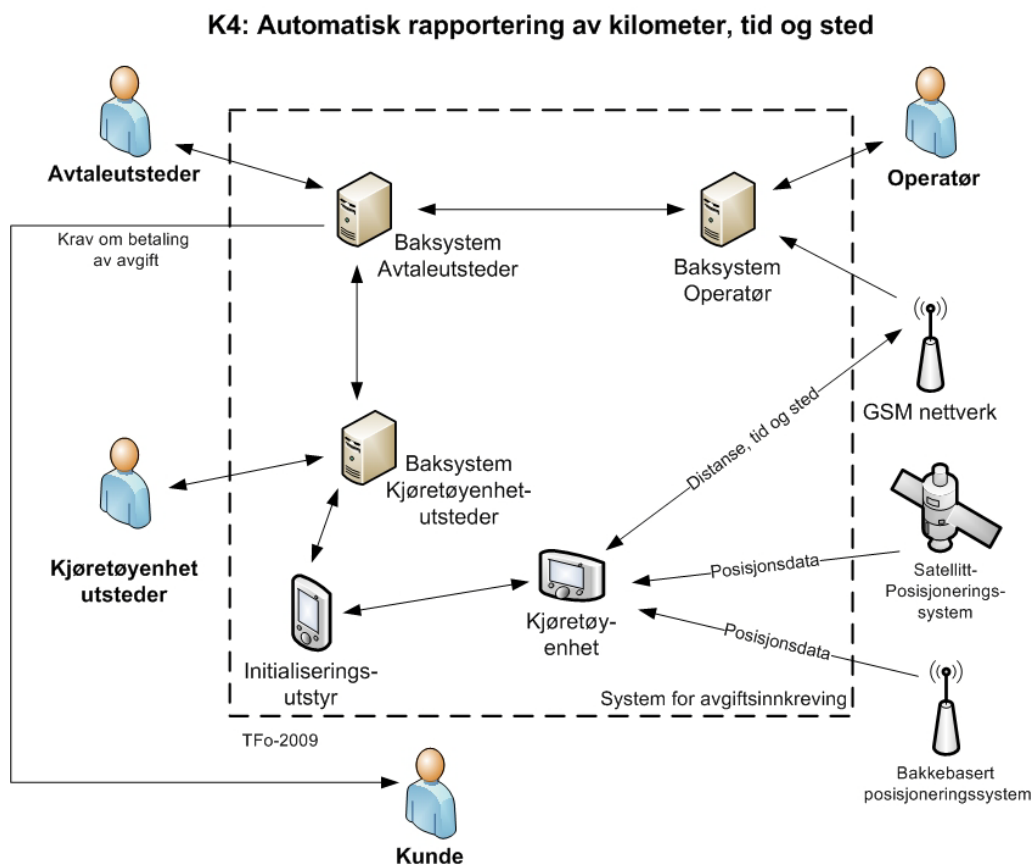 K4: Automatisk rapportering av kilometer, tid og sted
Avtaleutsteder
Operatør
Krav om betaling
av avgift
Baksystem
Avtaleutsteder
Baksystem
Operatør
GSM nettverk
Distanse, tid og sted
Baksystem
Kjøretøyenhet-
utsteder
Kjøretøyenhet
utsteder
Posisjonsdata
Satellitt-
Posisjonerings-
system
Kjøretøy-
enhet
Posisjonsdata
Initialiserings-
utstyr
System for avgiftsinnkreving
TFo-2009
Bakkebasert
posisjoneringssystem
Kunde